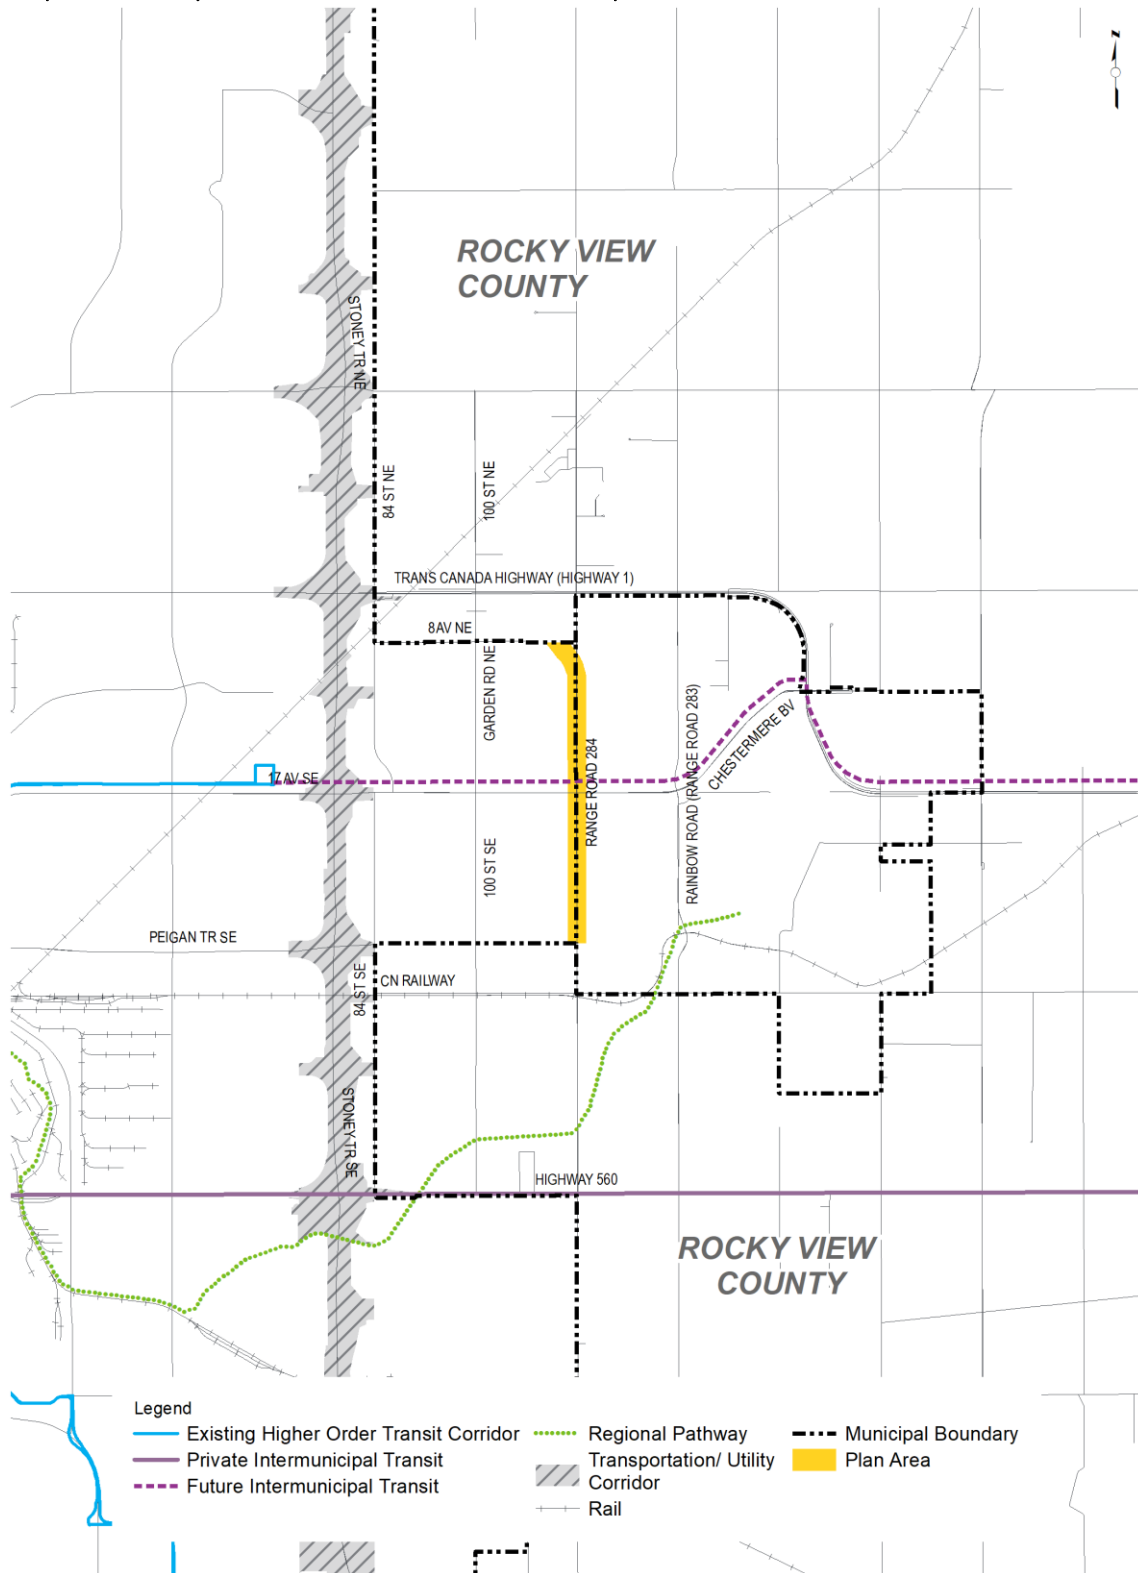 N
ROCKY VIEW
COUNTY
STONEY TR NE
84 ST NE
100 ST NE
TRANS CANADA HIGHWAY (HIGHWAY 1)
8 AV NE
GARDEN RD NE
RANGE ROAD 284
RAINBOW ROAD (RANGE ROAD 283)
CHESTERMERE BV
17 AV SE
100 ST SE
PEIGAN TR SE
84 ST SE
CN RAILWAY
STONEY TR SE
HIGHWAY 560
ROCKY VIEW
COUNTY
Legend
Existing Higher Order Transit Corridor
Private Intermunicipal Transit
Future Intermunicipal Transit
Regional Pathway
Transportation/ Utility
Corridor
Rail
Municipal Boundary
Plan Area